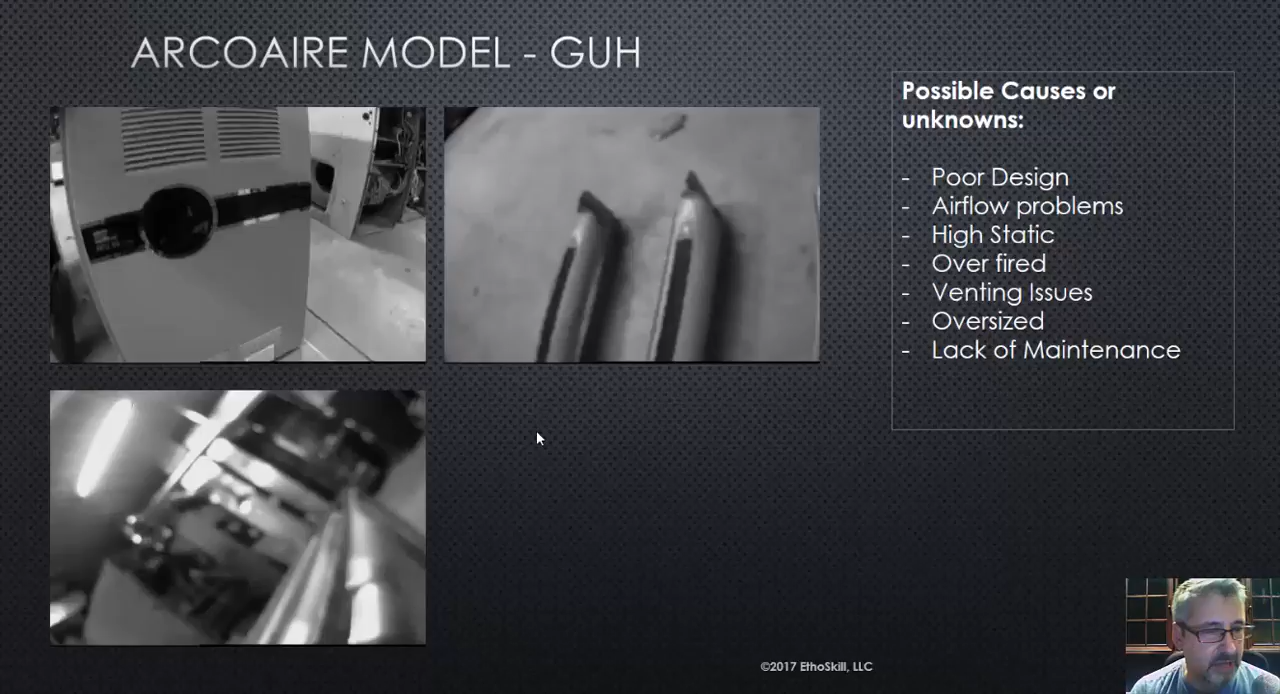 ARCOAIRE MODEL - GUH
Possible Causes or
unknowns:
- Poor Design
- Airflow problems
- High Static
- Over fired
- Venting Issues
- Oversized
- Lack of Maintenance
©2017 EthoSkill, LLC